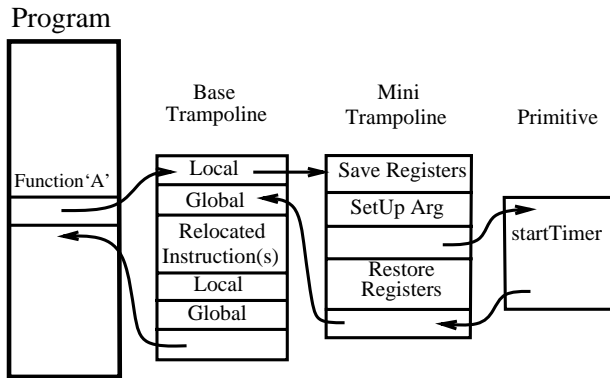 Program
Base
Trampoline
Mini
Trampoline
Primitive
Function‘A’
Local
Global
Relocated
Instruction(s)
Local
Global
Save Registers
SetUp Arg
Restore
Registers
startTimer